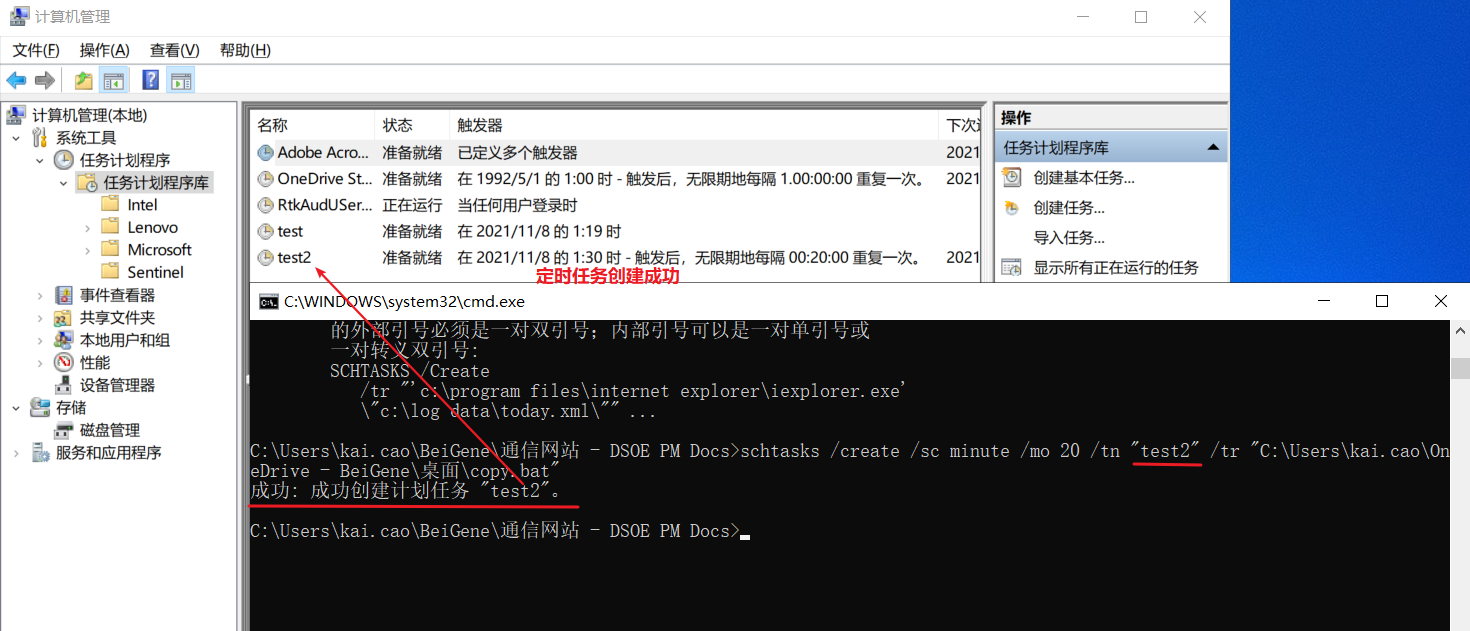 计算机管理
文件(F) 操作(A) 查看(V) 帮助(H)
计算机管理(本地)
系统工具
任务计划程序
任务计划程序库
Intel
Lenovo
Microsoft
Sentinel
事件查看器
共享文件夹
本地用户和组
性能
设备管理器
存储
磁盘管理
服务和应用程序
名称 状态 触发器 下次
Adobe Acro... 准备就绪 已定义多个触发器 2021
OneDrive St... 准备就绪 在 1992/5/1 的 1:00 时 - 触发后，无限期地每隔 1.00:00:00 重复一次。 2021
RtkAudUSer... 正在运行 当任何用户登录时
test 准备就绪 在 2021/11/8 的 1:19 时
test2 准备就绪 在 2021/11/8 的 1:30 时 - 触发后，无限期地每隔 00:20:00 重复一次。 2021
定时任务创建成功
操作
任务计划程序库
创建基本任务...
创建任务...
导入任务...
显示所有正在运行的任务
C:\WINDOWS\system32\cmd.exe
的外部引号必须是一对双引号；内部引号可以是一对单引号或
一对转义双引号：
SCHTASKS /Create
/tr "'c:\program files\internet explorer\iexplorer.exe'
\"c:\log data\today.xml\"" ...
C:\Users\kai.cao\BeiGene\通信网站 - DSOE PM Docs>schtasks /create /sc minute /mo 20 /tn "test2" /tr "C:\Users\kai.cao\On
eDrive - BeiGene\桌面\copy.bat"
成功: 成功创建计划任务 "test2"。
C:\Users\kai.cao\BeiGene\通信网站 - DSOE PM Docs>